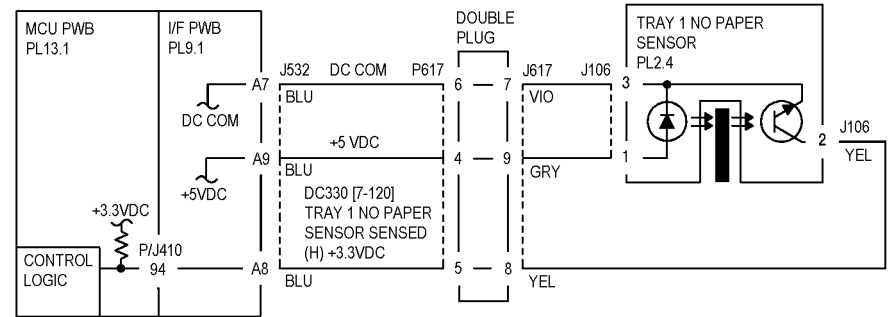 MCU PWB
PL13.1
I/F PWB
PL9.1
DOUBLE
PLUG
TRAY 1 NO PAPER
SENSOR
PL2.4
A7
J532
DC COM
P617
6
7
J617
J106
3
BLU
VIO
DC COM
2
J106
YEL
+5 VDC
A9
4
9
1
BLU
GRY
+5VDC
DC330 [7-120]
TRAY 1 NO PAPER
SENSOR SENSED
(H) +3.3VDC
+3.3VDC
CONTROL
LOGIC
P/J410
94
A8
5
8
BLU
YEL